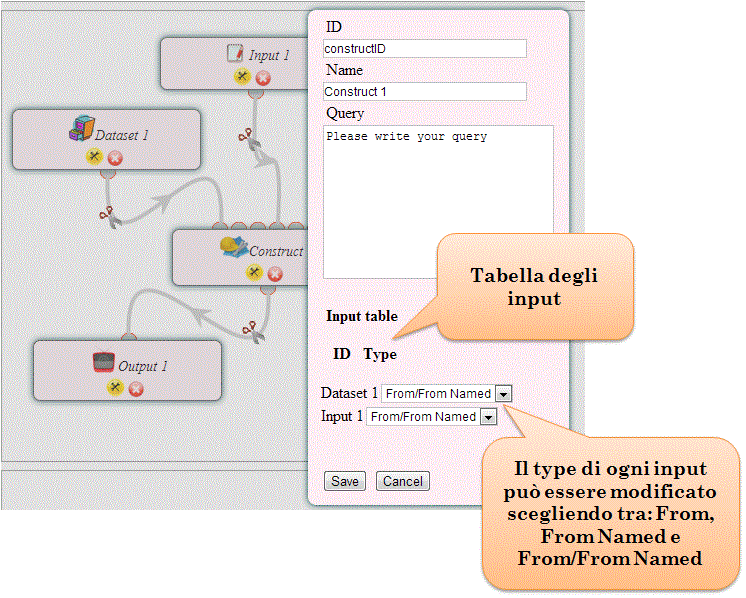 Input 1
Dataset 1
Construct
Output 1
ID
constructID
Name
Construct 1
Query
Please write your query
Input table
ID Type
Dataset 1 From/From Named
Input 1 From/From Named
Save Cancel
Tabella degli
input
Il type di ogni input
può essere modificato
scegliendo tra: From,
From Named e
From/From Named